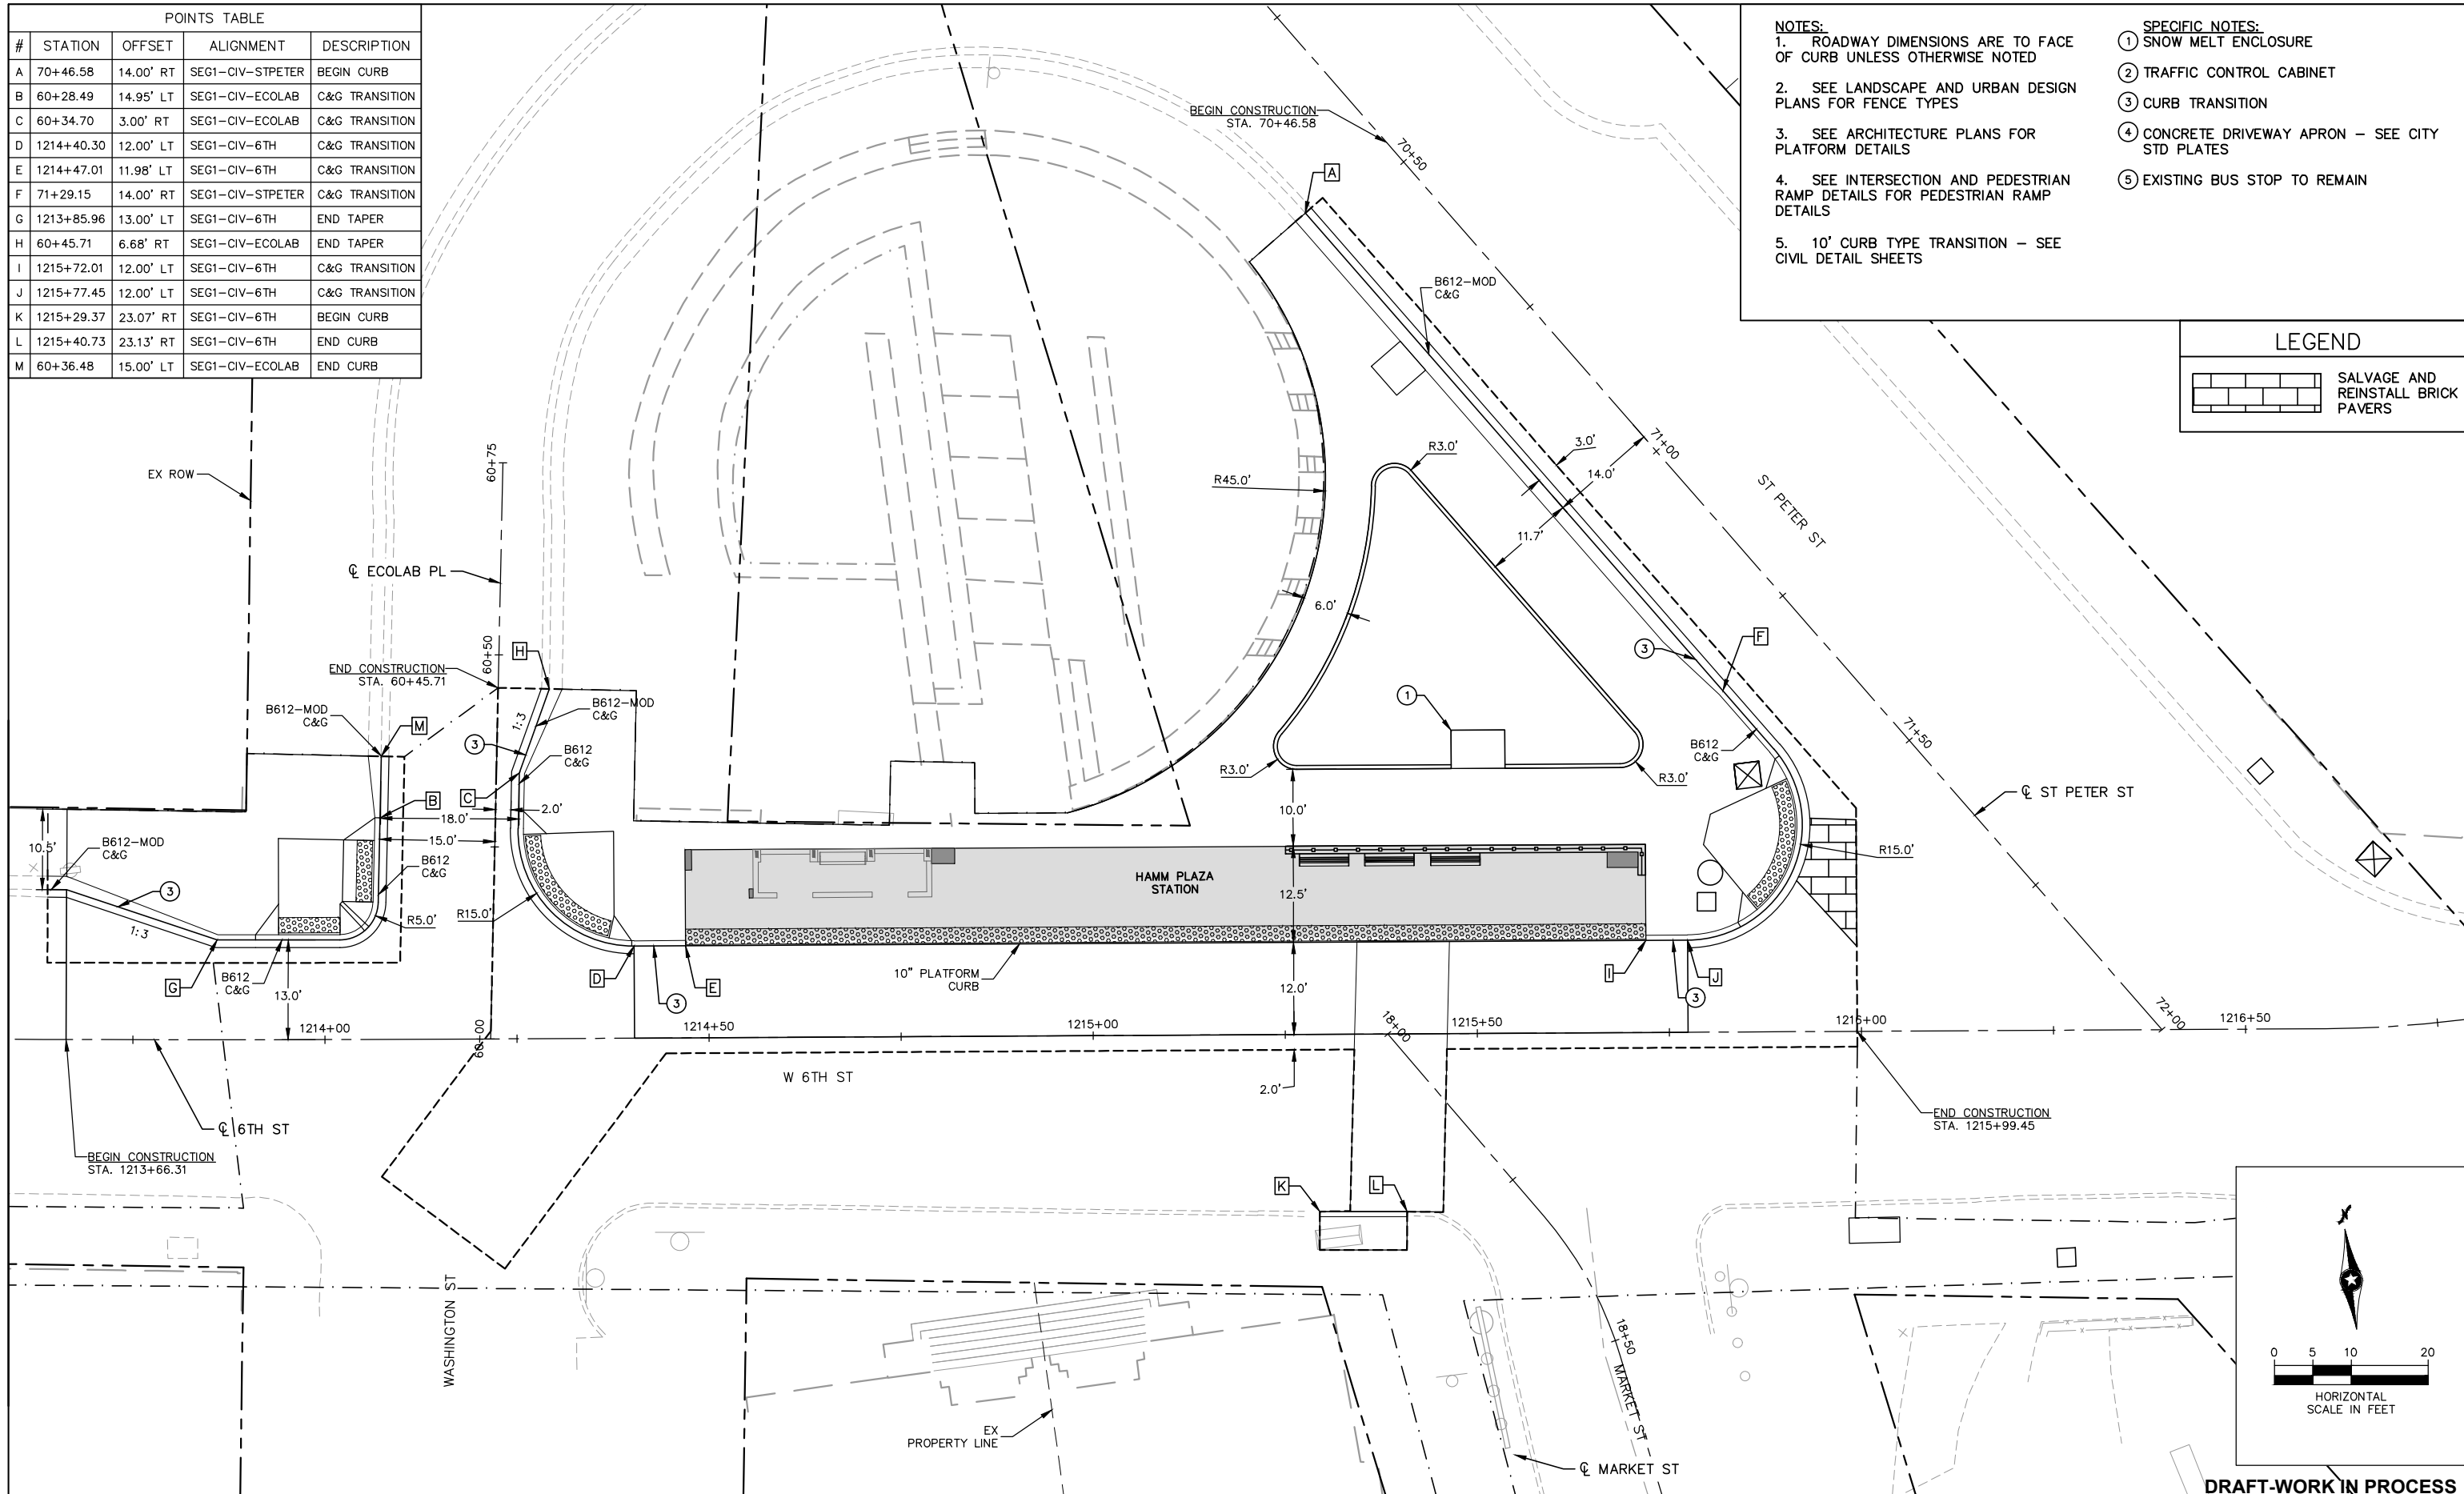 POINTS TABLE
# STATION OFFSET ALIGNMENT DESCRIPTION
A 70+46.58 14.00' RT SEG1-CIV-STPETER BEGIN CURB
B 60+28.49 14.95' LT SEG1-CIV-ECOLAB C&G TRANSITION
C 60+34.70 3.00' RT SEG1-CIV-ECOLAB C&G TRANSITION
D 1214+40.30 12.00' LT SEG1-CIV-6TH C&G TRANSITION
E 1214+47.01 11.98' LT SEG1-CIV-6TH C&G TRANSITION
F 71+29.15 14.00' RT SEG1-CIV-STPETER C&G TRANSITION
G 1213+85.96 13.00' LT SEG1-CIV-6TH END TAPER
H 60+45.71 6.68' RT SEG1-CIV-ECOLAB END TAPER
I 1215+72.01 12.00' LT SEG1-CIV-6TH C&G TRANSITION
J 1215+77.45 12.00' LT SEG1-CIV-6TH C&G TRANSITION
K 1215+29.37 23.07' RT SEG1-CIV-6TH BEGIN CURB
L 1215+40.73 23.13' RT SEG1-CIV-6TH END CURB
M 60+36.48 15.00' LT SEG1-CIV-ECOLAB END CURB
NOTES:
1. ROADWAY DIMENSIONS ARE TO FACE
OF CURB UNLESS OTHERWISE NOTED
2. SEE LANDSCAPE AND URBAN DESIGN
PLANS FOR FENCE TYPES
3. SEE ARCHITECTURE PLANS FOR
PLATFORM DETAILS
4. SEE INTERSECTION AND PEDESTRIAN
RAMP DETAILS FOR PEDESTRIAN RAMP
DETAILS
5. 10' CURB TYPE TRANSITION – SEE
CIVIL DETAIL SHEETS
SPECIFIC NOTES:
1 SNOW MELT ENCLOSURE
2 TRAFFIC CONTROL CABINET
3 CURB TRANSITION
4 CONCRETE DRIVEWAY APRON – SEE CITY
STD PLATES
5 EXISTING BUS STOP TO REMAIN
LEGEND
SALVAGE AND
REINSTALL BRICK
PAVERS
BEGIN CONSTRUCTION
STA. 70+46.58
70+50
A
B612-MOD
C&G
3.0'
71+00
14.0'
R3.0'
R45.0'
11.7'
ST PETER ST
EX ROW
60+75
℄ ECOLAB PL
6.0'
3
F
60+50
H
END CONSTRUCTION
STA. 60+45.71
B612-MOD
C&G
M
B612-MOD
C&G
1:3
3
B612
C&G
1
71+50
B612
C&G
R3.0'
R3.0'
℄ ST PETER ST
B
C
2.0'
18.0'
15.0'
10.0'
10.5'
B612-MOD
C&G
B612
C&G
3
HAMM PLAZA
STATION
12.5'
R15.0'
R5.0'
R15.0'
1:3
G
B612
C&G
13.0'
D
3
E
10" PLATFORM
CURB
12.0'
I
J
3
1214+00
60+00
1214+50
1215+00
18+00
1215+50
1216+00
72+00
1216+50
W 6TH ST
2.0'
℄ 6TH ST
BEGIN CONSTRUCTION
STA. 1213+66.31
END CONSTRUCTION
STA. 1215+99.45
K
L
WASHINGTON ST
18+50
MARKET ST
EX
PROPERTY LINE
℄ MARKET ST
0 5 10 20
HORIZONTAL
SCALE IN FEET
DRAFT-WORK IN PROCESS